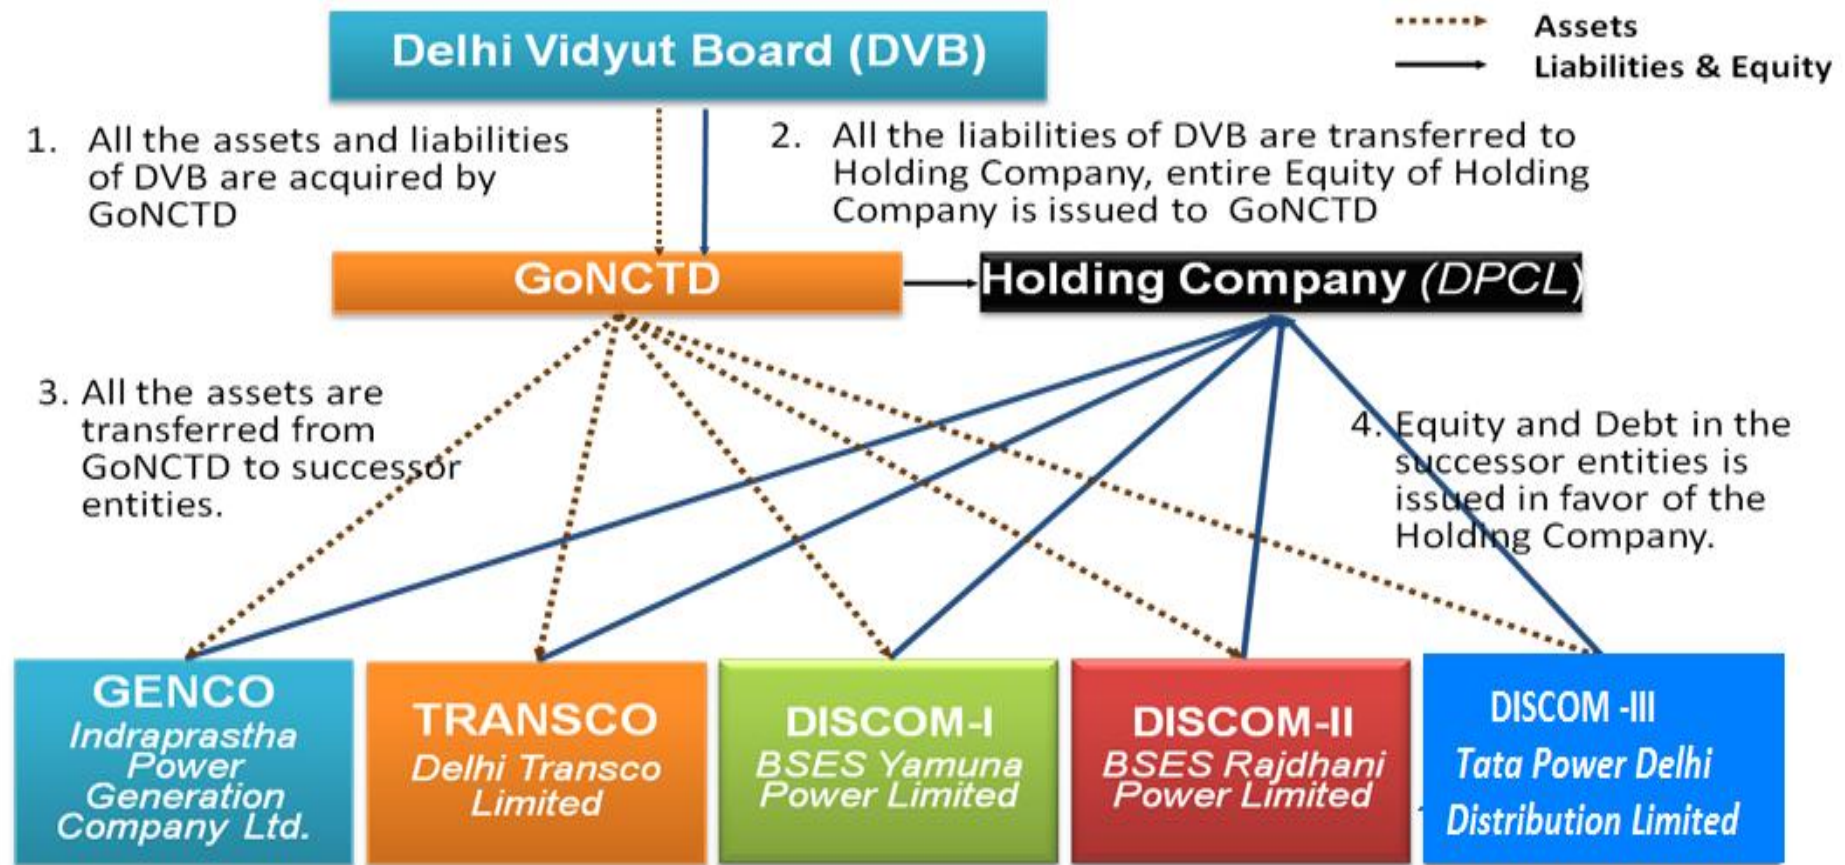 Delhi Vidyut Board (DVB)
Assets
Liabilities & Equity
1. All the assets and liabilities
of DVB are acquired by
GoNCTD
2. All the liabilities of DVB are transferred to
Holding Company, entire Equity of Holding
Company is issued to GoNCTD
GoNCTD
Holding Company (DPCL)
3. All the assets are
transferred from
GoNCTD to successor
entities.
4. Equity and Debt in the
successor entities is
issued in favor of the
Holding Company.
GENCO
Indraprastha
Power
Generation
Company Ltd.
TRANSCO
Delhi Transco
Limited
DISCOM-I
BSES Yamuna
Power Limited
DISCOM-II
BSES Rajdhani
Power Limited
DISCOM -III
Tata Power Delhi
Distribution Limited